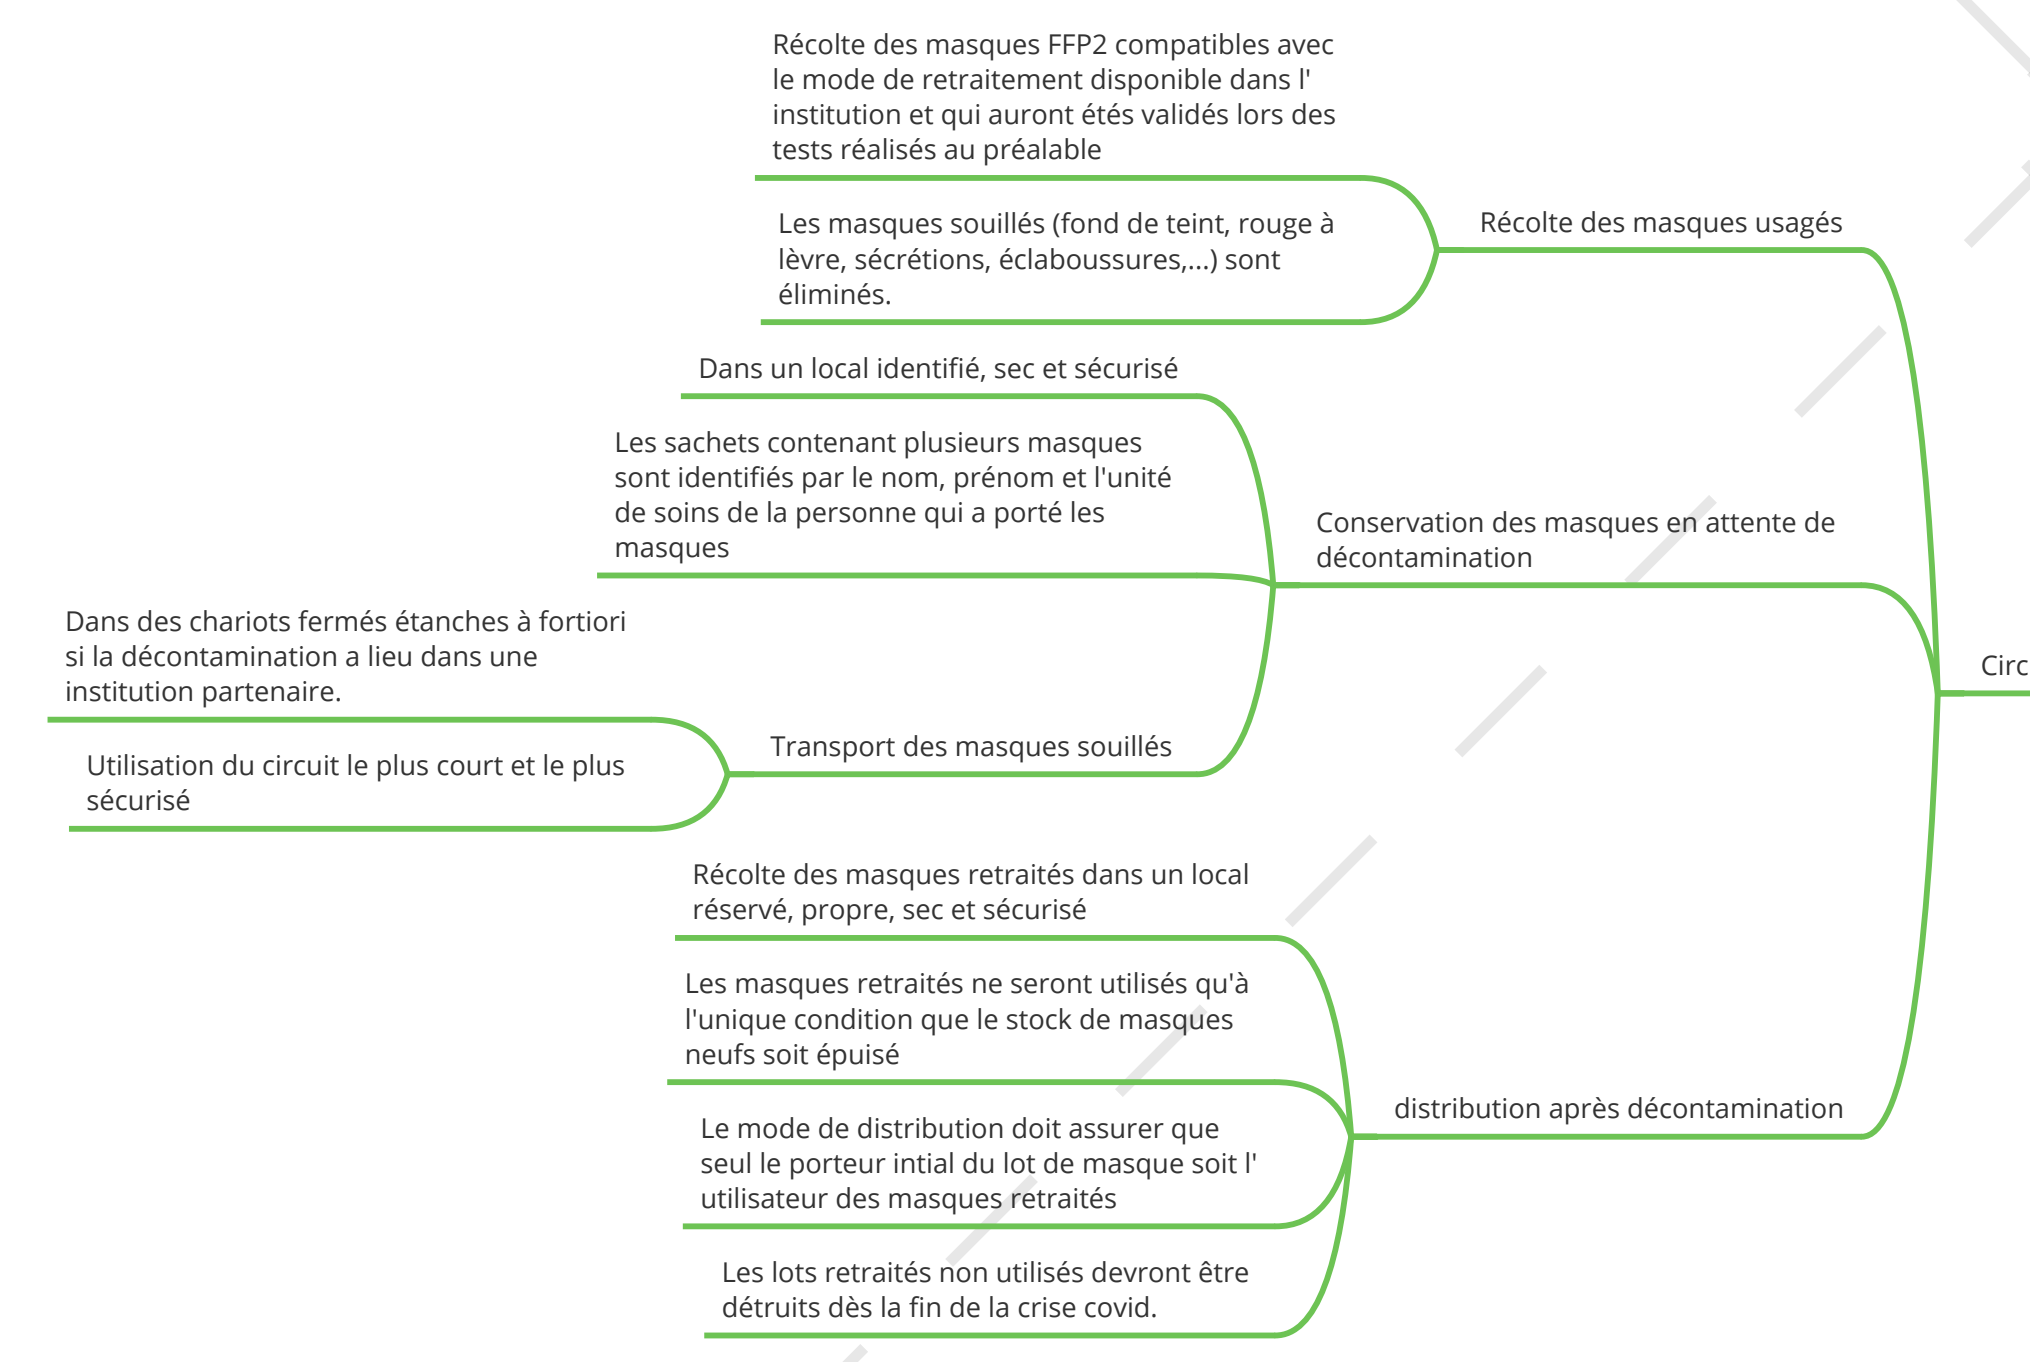 Récolte des masques FFP2 compatibles avec
le mode de retraitement disponible dans l'
institution et qui auront étés validés lors des
tests réalisés au préalable
Les masques souillés (fond de teint, rouge à
lèvre, sécrétions, éclaboussures,...) sont
éliminés.
Récolte des masques usagés
Dans un local identifié, sec et sécurisé
Les sachets contenant plusieurs masques
sont identifiés par le nom, prénom et l'unité
de soins de la personne qui a porté les
masques
Conservation des masques en attente de
décontamination
Dans des chariots fermés étanches à fortiori
si la décontamination a lieu dans une
institution partenaire.
Utilisation du circuit le plus court et le plus
sécurisé
Transport des masques souillés
Circ
Récolte des masques retraités dans un local
réservé, propre, sec et sécurisé
Les masques retraités ne seront utilisés qu'à
l'unique condition que le stock de masques
neufs soit épuisé
Le mode de distribution doit assurer que
seul le porteur intial du lot de masque soit l'
utilisateur des masques retraités
Les lots retraités non utilisés devront être
détruits dès la fin de la crise covid.
distribution après décontamination